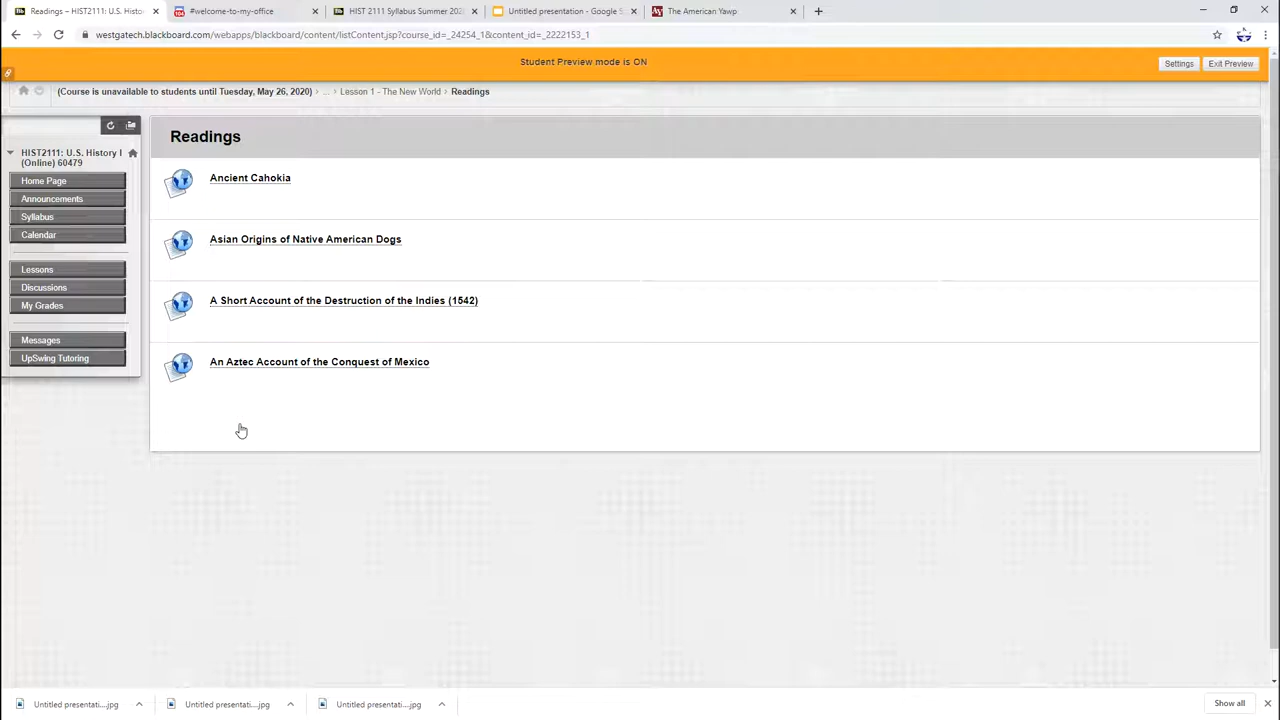 Readings – HIST2111: U.S. Histo
#welcome-to-my-office
HIST 2111 Syllabus Summer 202
Untitled presentation - Google S
The American Yawp
westgatech.blackboard.com/webapps/blackboard/content/listContent.jsp?course_id=_24254_1&content_id=_2222153_1
Student Preview mode is ON
Settings
Exit Preview
(Course is unavailable to students until Tuesday, May 26, 2020) > ... > Lesson 1 - The New World > Readings
HIST2111: U.S. History I
(Online) 60479
Home Page
Announcements
Syllabus
Calendar
Lessons
Discussions
My Grades
Messages
UpSwing Tutoring
Readings
Ancient Cahokia
Asian Origins of Native American Dogs
A Short Account of the Destruction of the Indies (1542)
An Aztec Account of the Conquest of Mexico
Untitled presentati....jpg
Untitled presentati....jpg
Untitled presentati....jpg
Show all